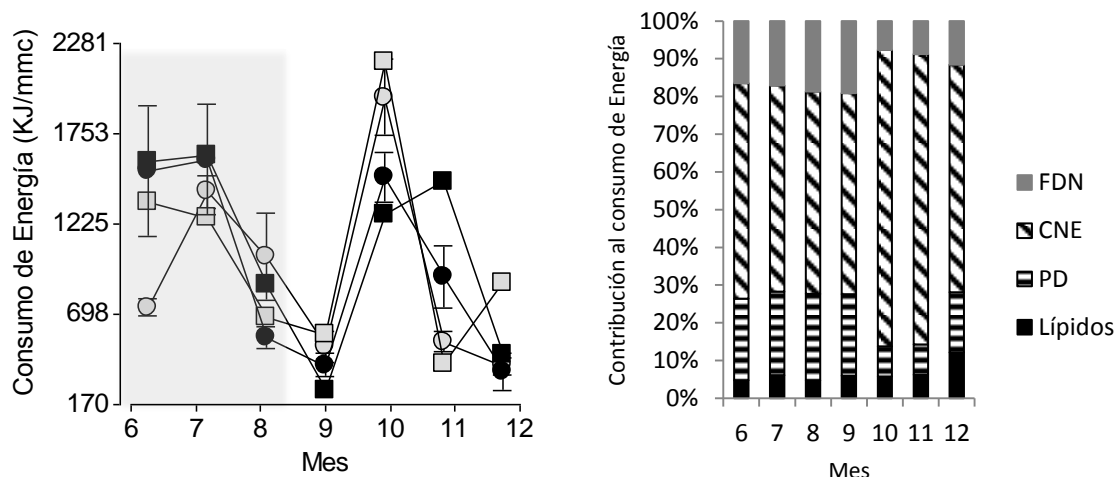 Consumo de Energía (KJ/mmc)
2281
1753
1225
698
170
6 7 8 9 10 11 12
Mes
Contribución al consumo de Energía
100%
90%
80%
70%
60%
50%
40%
30%
20%
10%
0%
6 7 8 9 10 11 12
Mes
FDN
CNE
PD
Lípidos